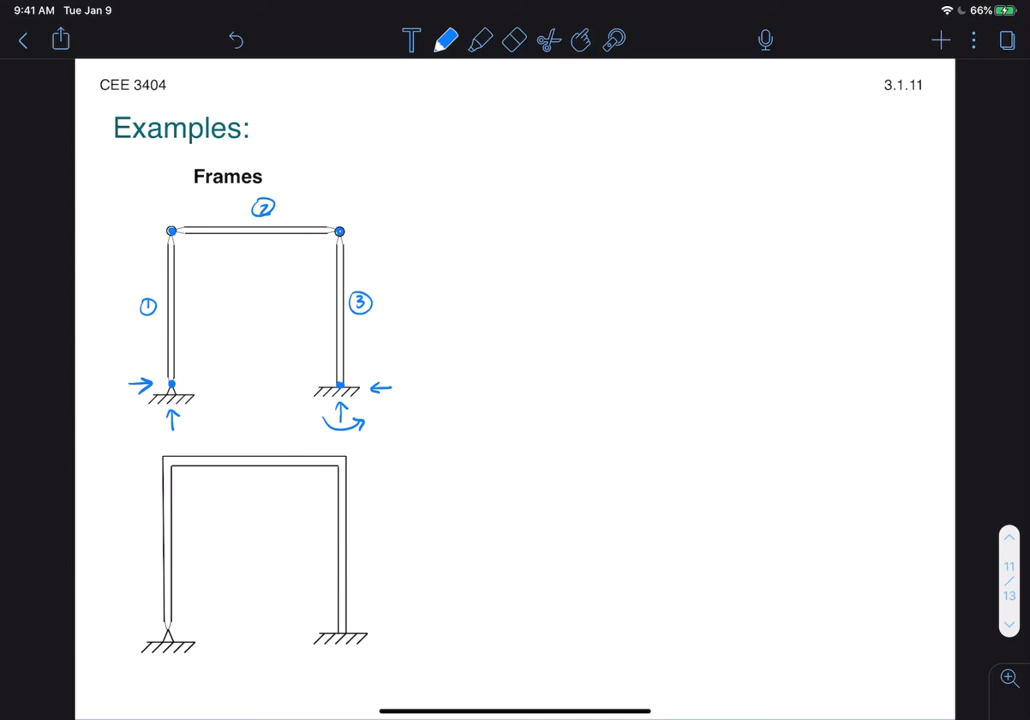 9:41 AM Tue Jan 9
66%
T
CEE 3404
3.1.11
Examples:
Frames
2
1
3
11
/
13